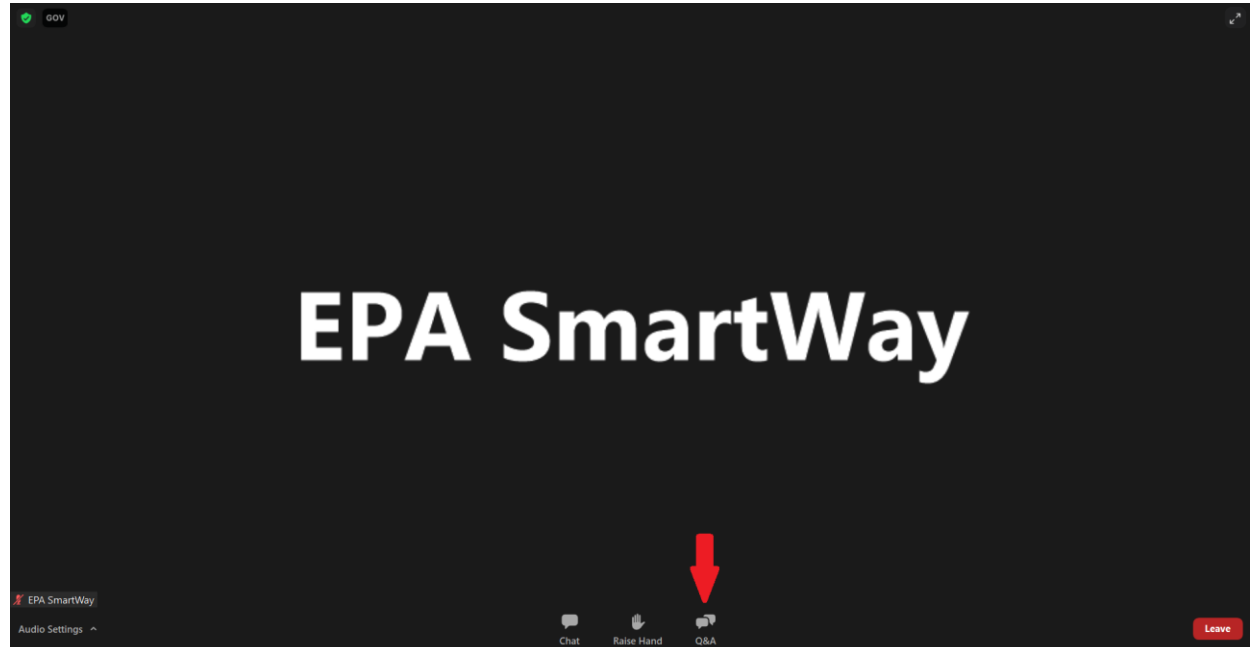 GOV
EPA SmartWay
EPA SmartWay
Audio Settings
Chat
Raise Hand
Q&A
Leave